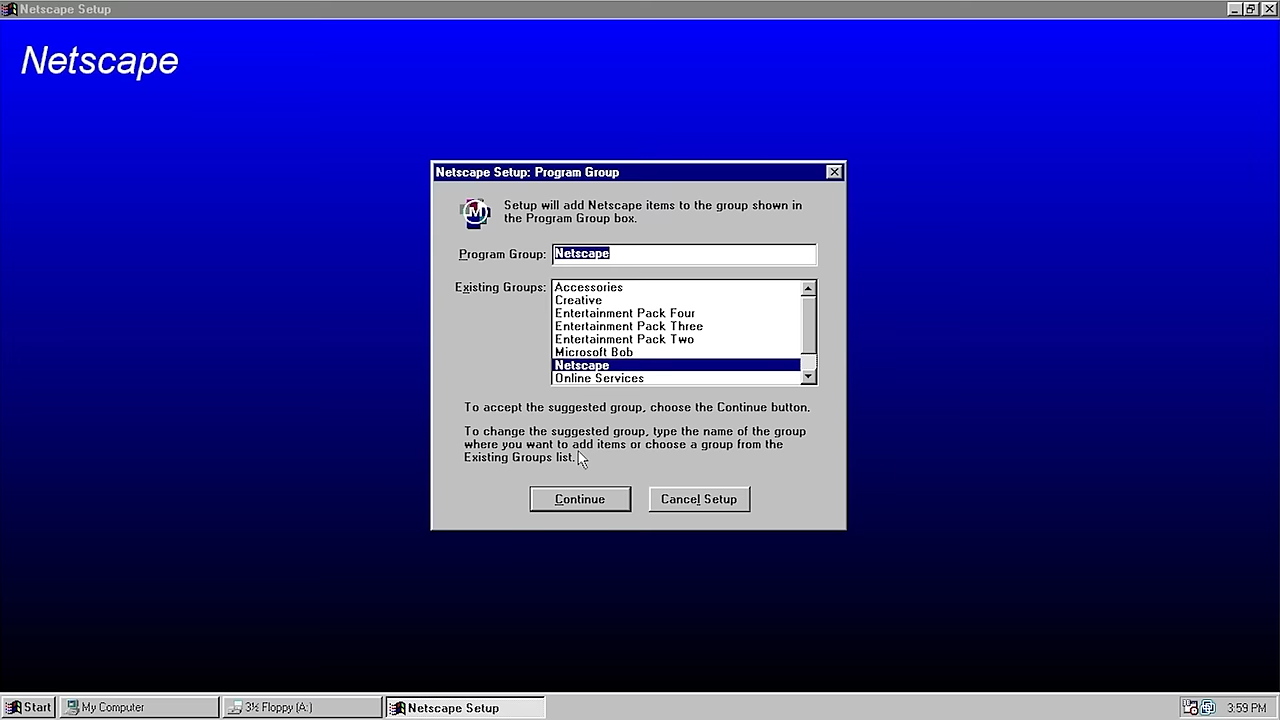 Netscape Setup
Netscape
Netscape Setup: Program Group
Setup will add Netscape items to the group shown in
the Program Group box.
Program Group: Netscape
Existing Groups:
Accessories
Creative
Entertainment Pack Four
Entertainment Pack Three
Entertainment Pack Two
Microsoft Bob
Netscape
Online Services
To accept the suggested group, choose the Continue button.
To change the suggested group, type the name of the group
where you want to add items or choose a group from the
Existing Groups list.
Continue Cancel Setup
Start My Computer 3½ Floppy (A:) Netscape Setup 3:59 PM